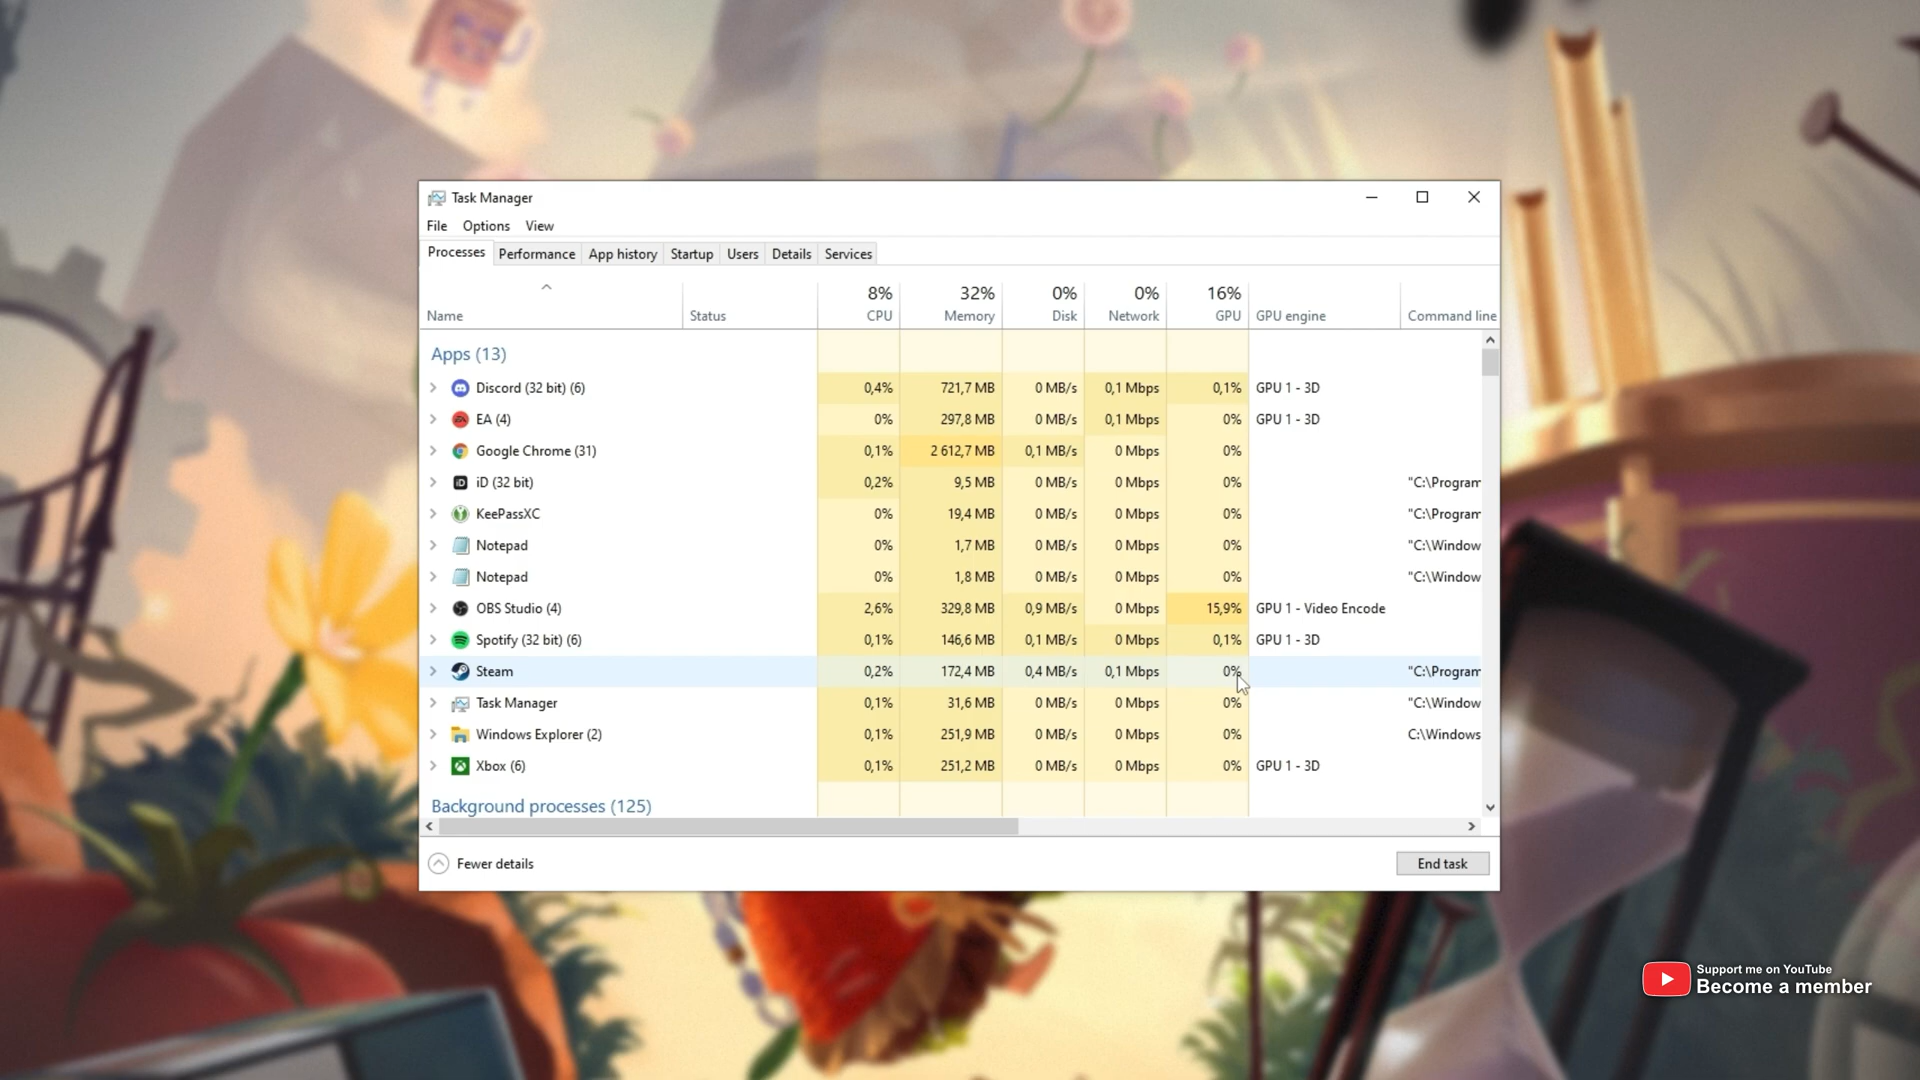 Task Manager
File Options View
Processes Performance App history Startup Users Details Services
8% 32% 0% 0% 16%
Name Status CPU Memory Disk Network GPU GPU engine Command line
Apps (13)
Discord (32 bit) (6) 0,4% 721,7 MB 0 MB/s 0,1 Mbps 0,1% GPU 1 - 3D
EA (4) 0% 297,8 MB 0 MB/s 0,1 Mbps 0% GPU 1 - 3D
Google Chrome (31) 0,1% 2 612,7 MB 0,1 MB/s 0 Mbps 0%
iD (32 bit) 0,2% 9,5 MB 0 MB/s 0 Mbps 0% "C:\Program
KeePassXC 0% 19,4 MB 0 MB/s 0 Mbps 0% "C:\Program
Notepad 0% 1,7 MB 0 MB/s 0 Mbps 0% "C:\Window
Notepad 0% 1,8 MB 0 MB/s 0 Mbps 0% "C:\Window
OBS Studio (4) 2,6% 329,8 MB 0,9 MB/s 0 Mbps 15,9% GPU 1 - Video Encode
Spotify (32 bit) (6) 0,1% 146,6 MB 0,1 MB/s 0 Mbps 0,1% GPU 1 - 3D
Steam 0,2% 172,4 MB 0,4 MB/s 0,1 Mbps 0% "C:\Program
Task Manager 0,1% 31,6 MB 0 MB/s 0 Mbps 0% "C:\Window
Windows Explorer (2) 0,1% 251,9 MB 0 MB/s 0 Mbps 0% C:\Windows
Xbox (6) 0,1% 251,2 MB 0 MB/s 0 Mbps 0% GPU 1 - 3D
Background processes (125)
Fewer details End task
Support me on YouTube
Become a member